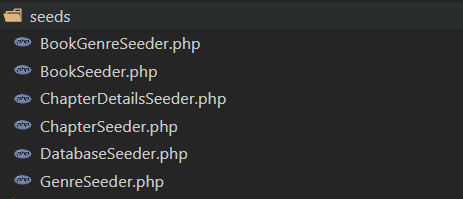 seeds
BookGenreSeeder.php
BookSeeder.php
ChapterDetailsSeeder.php
ChapterSeeder.php
DatabaseSeeder.php
GenreSeeder.php